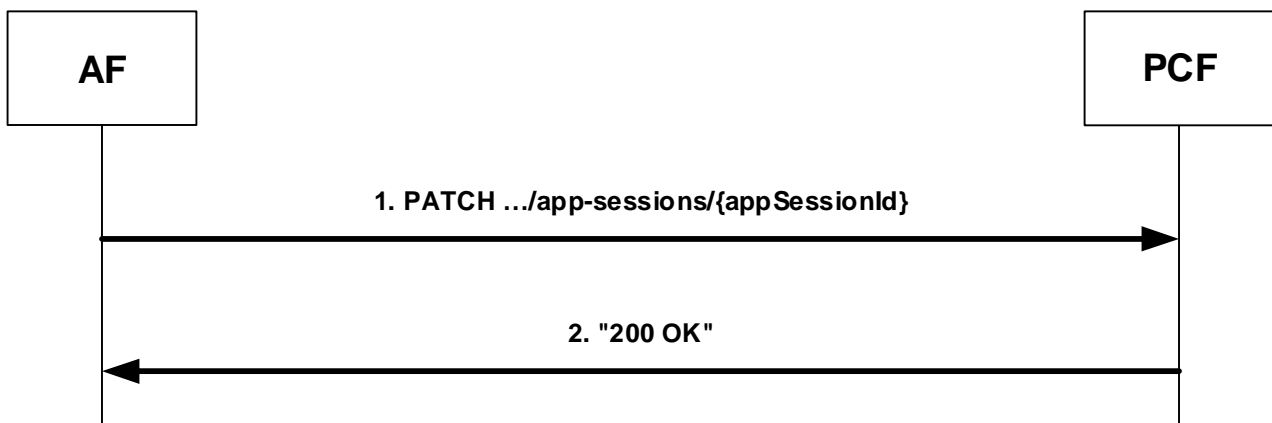 AF
PCF
1. PATCH …/app-sessions/{appSessionId}
2. "200 OK"